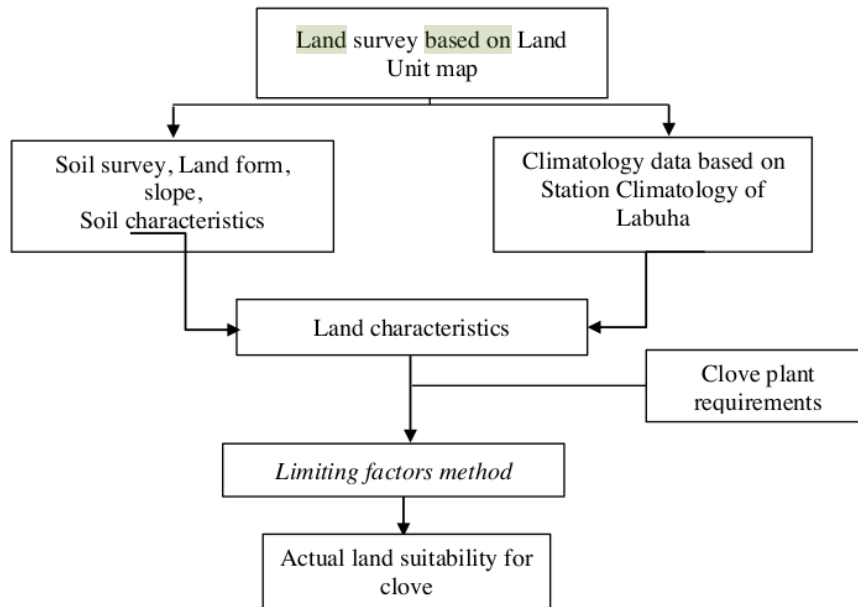 Land survey based on Land
Unit map
Soil survey, Land form,
slope,
Soil characteristics
Climatology data based on
Station Climatology of
Labuha
Land characteristics
Clove plant
requirements
Limiting factors method
Actual land suitability for
clove